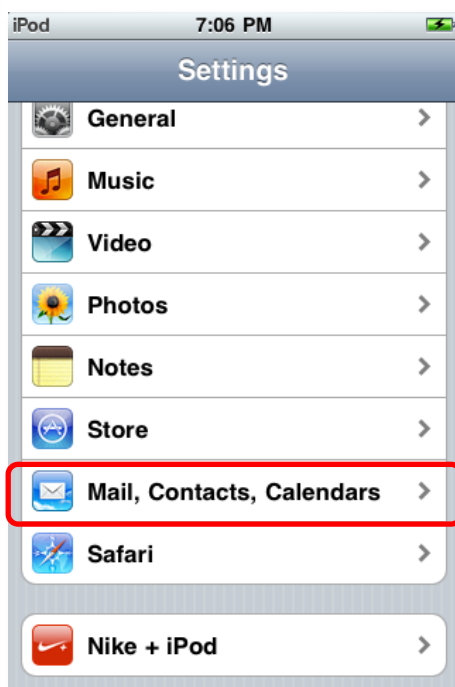 iPod 7:06 PM
Settings
General
Music
Video
Photos
Notes
Store
Mail, Contacts, Calendars
Safari
Nike + iPod